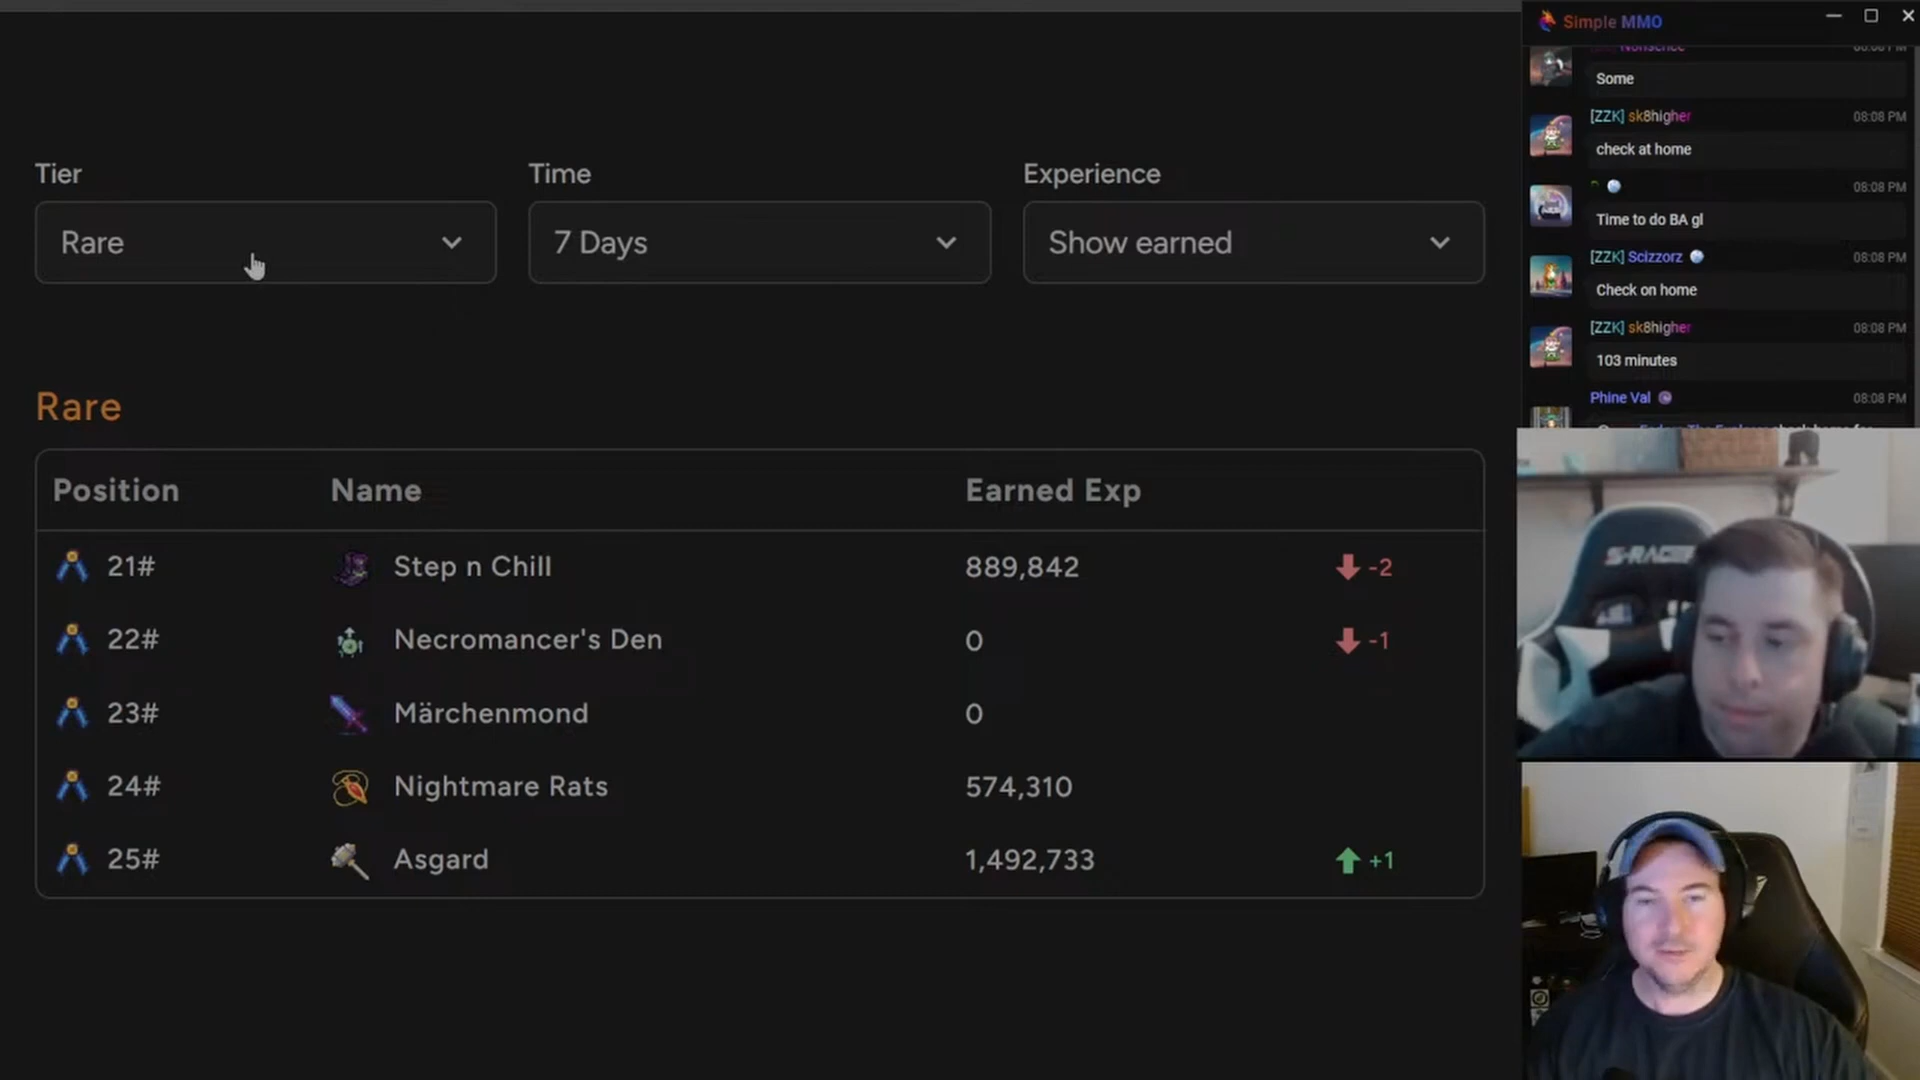 Simple MMO
Tier
Time
Experience
Rare
7 Days
Show earned
Rare
Position Name Earned Exp
21# Step n Chill 889,842 -2
22# Necromancer's Den 0 -1
23# Märchenmond 0
24# Nightmare Rats 574,310
25# Asgard 1,492,733 +1
Some
[ZZK] sk8higher 08:08 PM
check at home
08:08 PM
Time to do BA gl
[ZZK] Scizzorz 08:08 PM
Check on home
[ZZK] sk8higher 08:08 PM
103 minutes
Phine Val 08:08 PM
S-RACER